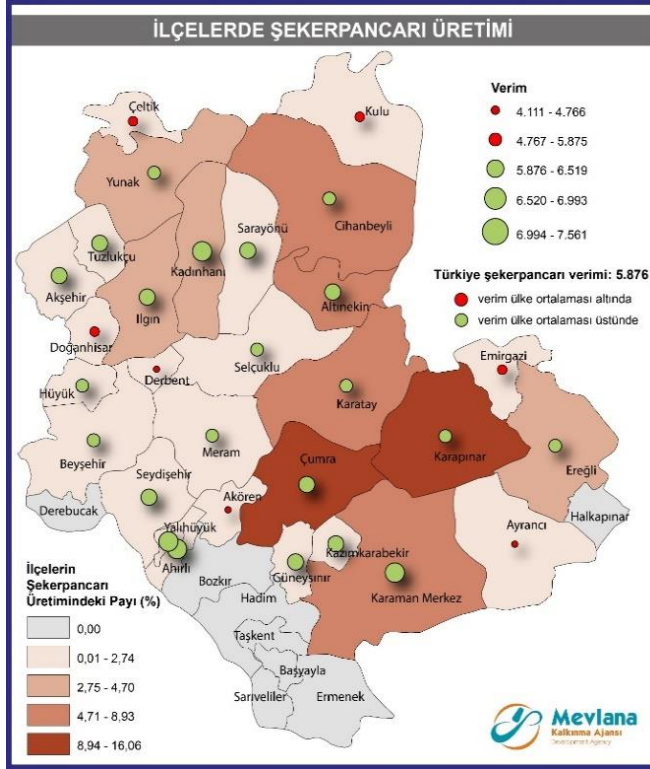 İLÇELERDE ŞEKERPANCARI ÜRETİMİ
Verim
4.111 - 4.766
4.767 - 5.875
5.876 - 6.519
6.520 - 6.993
6.994 - 7.561
Türkiye şekerpancarı verimi: 5.876
verim ülke ortalaması altında
verim ülke ortalaması üstünde
Çeltik
Kulu
Yunak
Cihanbeyli
Sarayönü
Tuzlukçu
Kadınhanı
Akşehir
Ilgın
Altınekin
Doğanhisar
Selçuklu
Emirgazi
Derbent
Hüyük
Karatay
Beyşehir
Meram
Karapınar
Ereğli
Çumra
Seydişehir
Derebucak
Akören
Halkapınar
Yalıhüyük
Ayrancı
Kazımkarabekir
Ahırlı
Güneysınır
Bozkır
Karaman Merkez
Hadim
Taşkent
Başyayla
Sarıveliler
Ermenek
İlçelerin
Şekerpancarı
Üretimindeki Payı (%)
0,00
0,01 - 2,74
2,75 - 4,70
4,71 - 8,93
8,94 - 16,06
Mevlana
Kalkınma Ajansı
Development Agency